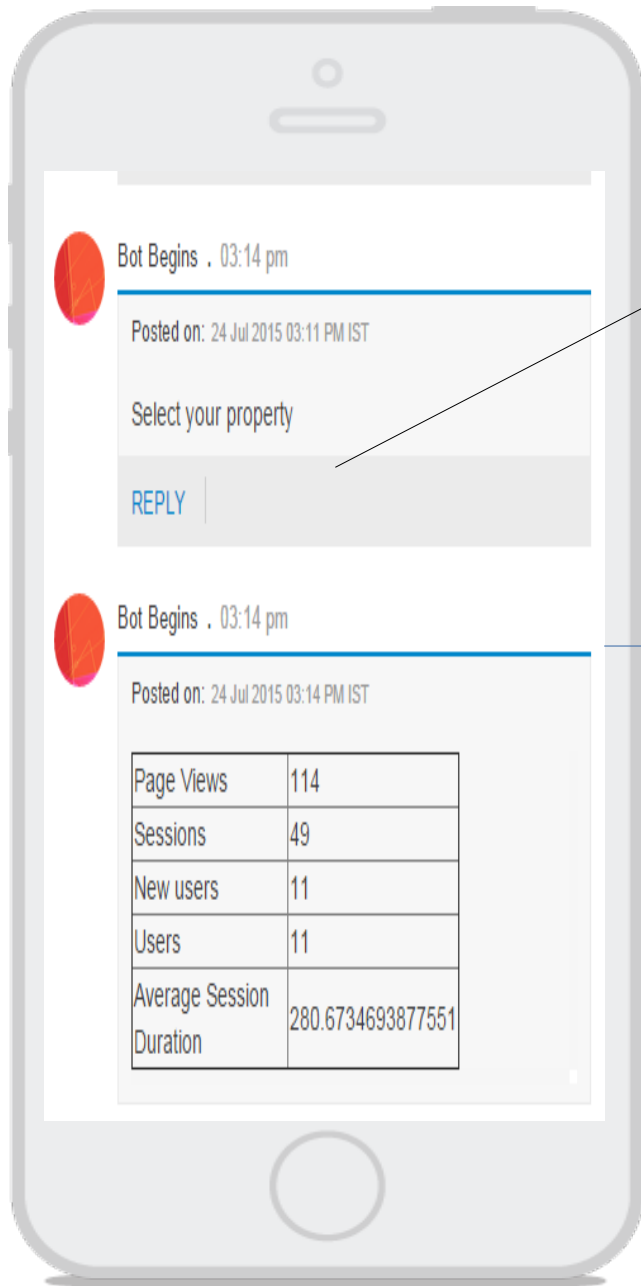 Bot Begins . 03:14 pm
Posted on: 24 Jul 2015 03:11 PM IST
Select your property
REPLY
Bot Begins . 03:14 pm
Posted on: 24 Jul 2015 03:14 PM IST
Page Views 114
Sessions 49
New users 11
Users 11
Average Session
Duration 280.6734693877551